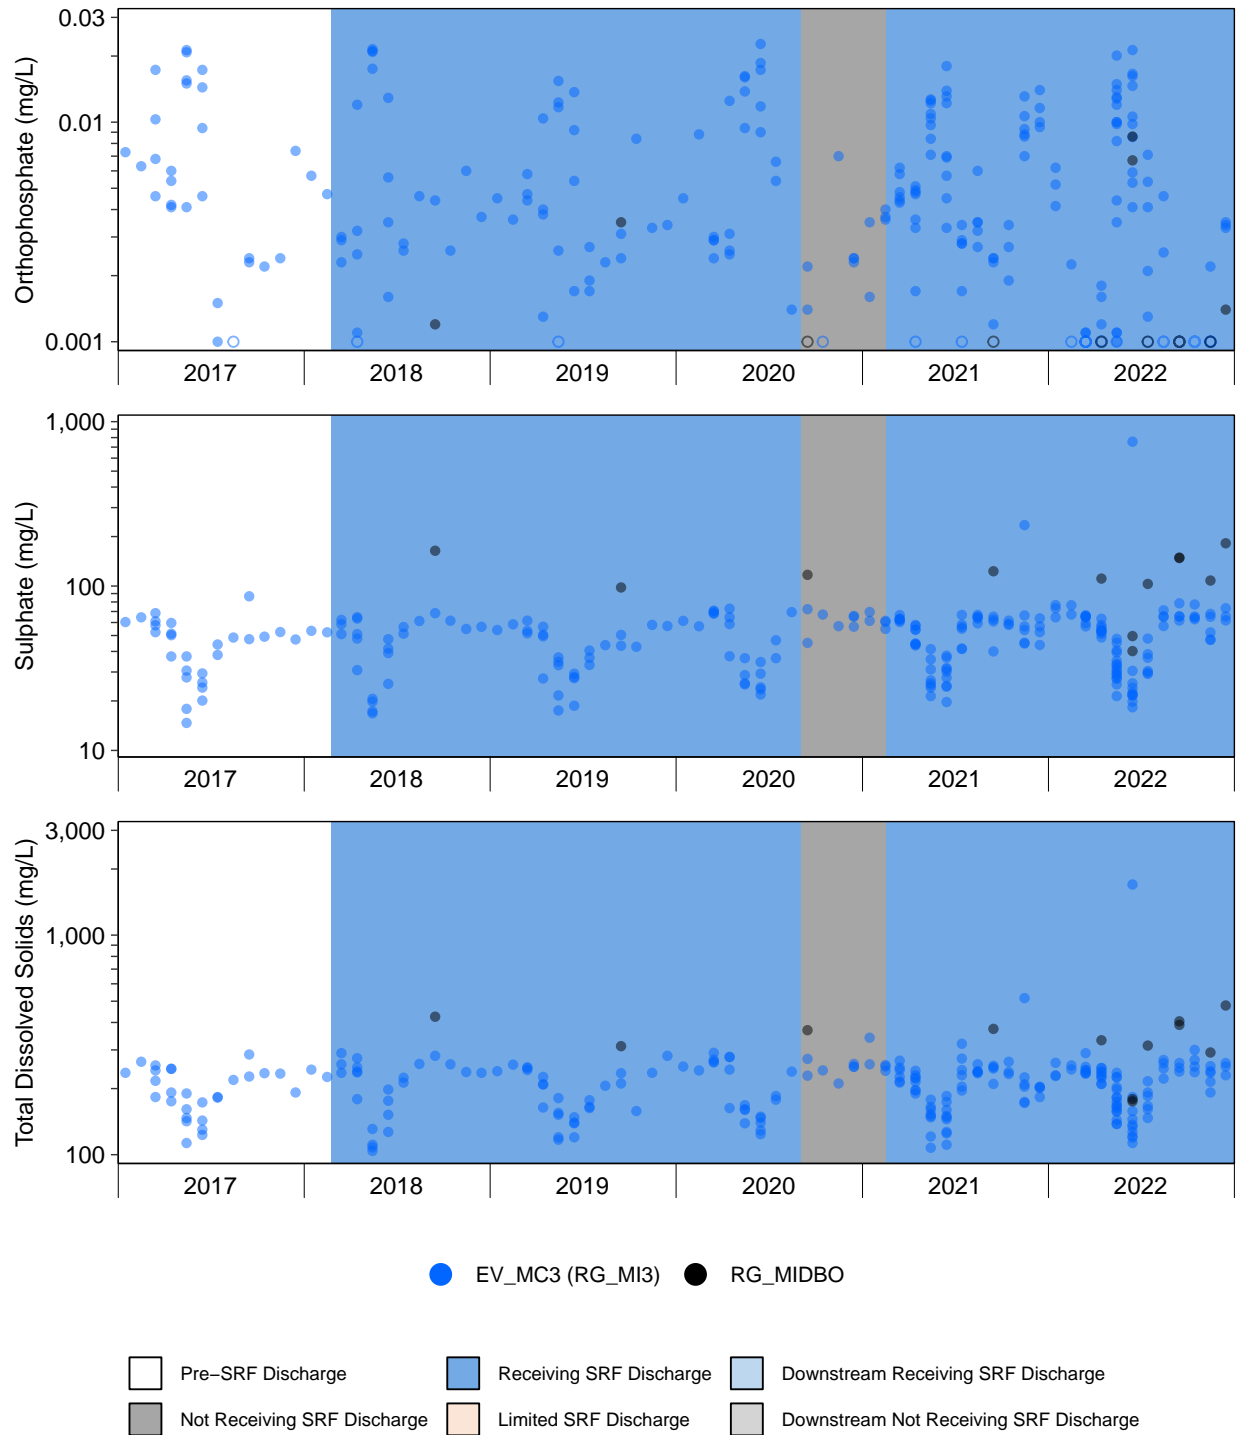 Orthophosphate (mg/L)
0.03
0.01
0.001
2017 2018 2019 2020 2021 2022
Sulphate (mg/L)
1,000
100
10
2017 2018 2019 2020 2021 2022
Total Dissolved Solids (mg/L)
3,000
1,000
100
2017 2018 2019 2020 2021 2022
EV_MC3 (RG_MI3) RG_MIDBO
Pre−SRF Discharge Receiving SRF Discharge Downstream Receiving SRF Discharge
Not Receiving SRF Discharge Limited SRF Discharge Downstream Not Receiving SRF Discharge